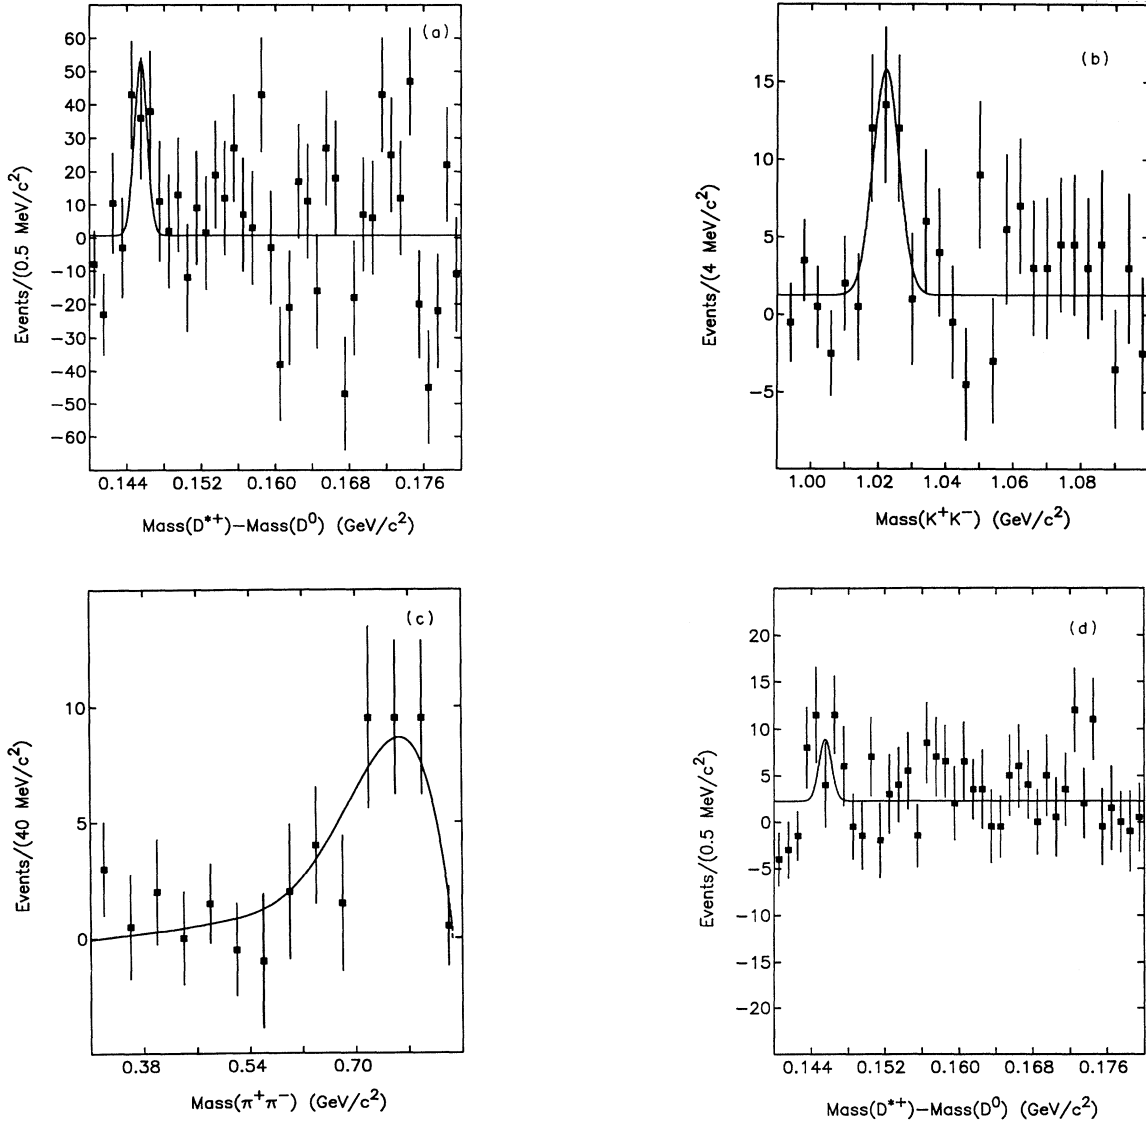 (a)
60
50
40
30
20
10
0
−10
−20
−30
−40
−50
−60
Events/(0.5 MeV/c²)
0.144 0.152 0.160 0.168 0.176
Mass(D*⁺)−Mass(D⁰) (GeV/c²)
(b)
15
10
5
0
−5
Events/(4 MeV/c²)
1.00 1.02 1.04 1.06 1.08
Mass(K⁺K⁻) (GeV/c²)
(c)
10
5
0
Events/(40 MeV/c²)
0.38 0.54 0.70
Mass(π⁺π⁻) (GeV/c²)
(d)
20
15
10
5
0
−5
−10
−15
−20
Events/(0.5 MeV/c²)
0.144 0.152 0.160 0.168 0.176
Mass(D*⁺)−Mass(D⁰) (GeV/c²)